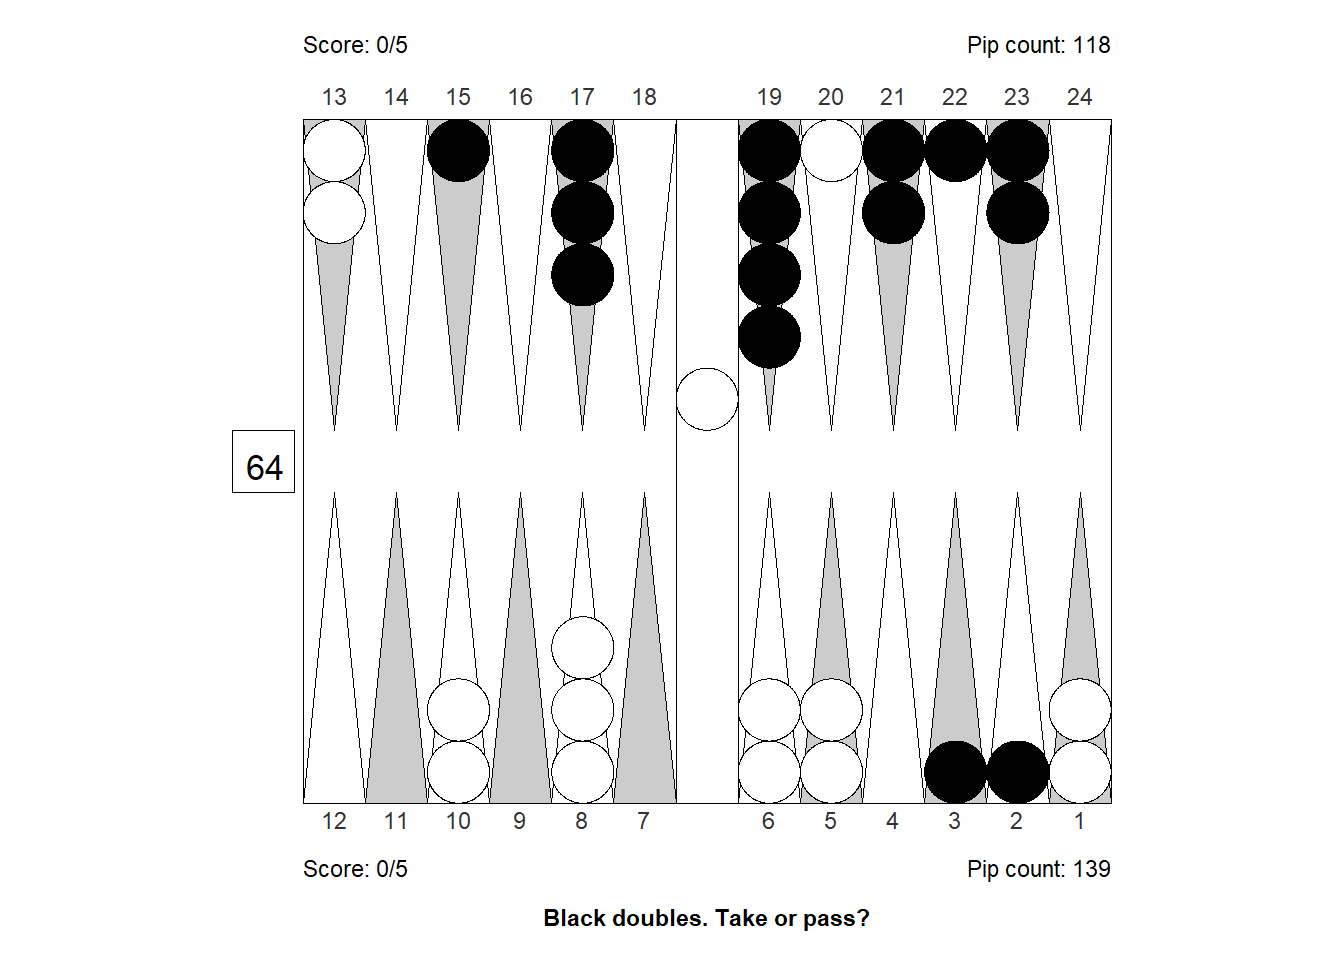 Score: 0/5 Pip count: 118
13 14 15 16 17 18 19 20 21 22 23 24
64
12 11 10 9 8 7 6 5 4 3 2 1
Score: 0/5 Pip count: 139
Black doubles. Take or pass?